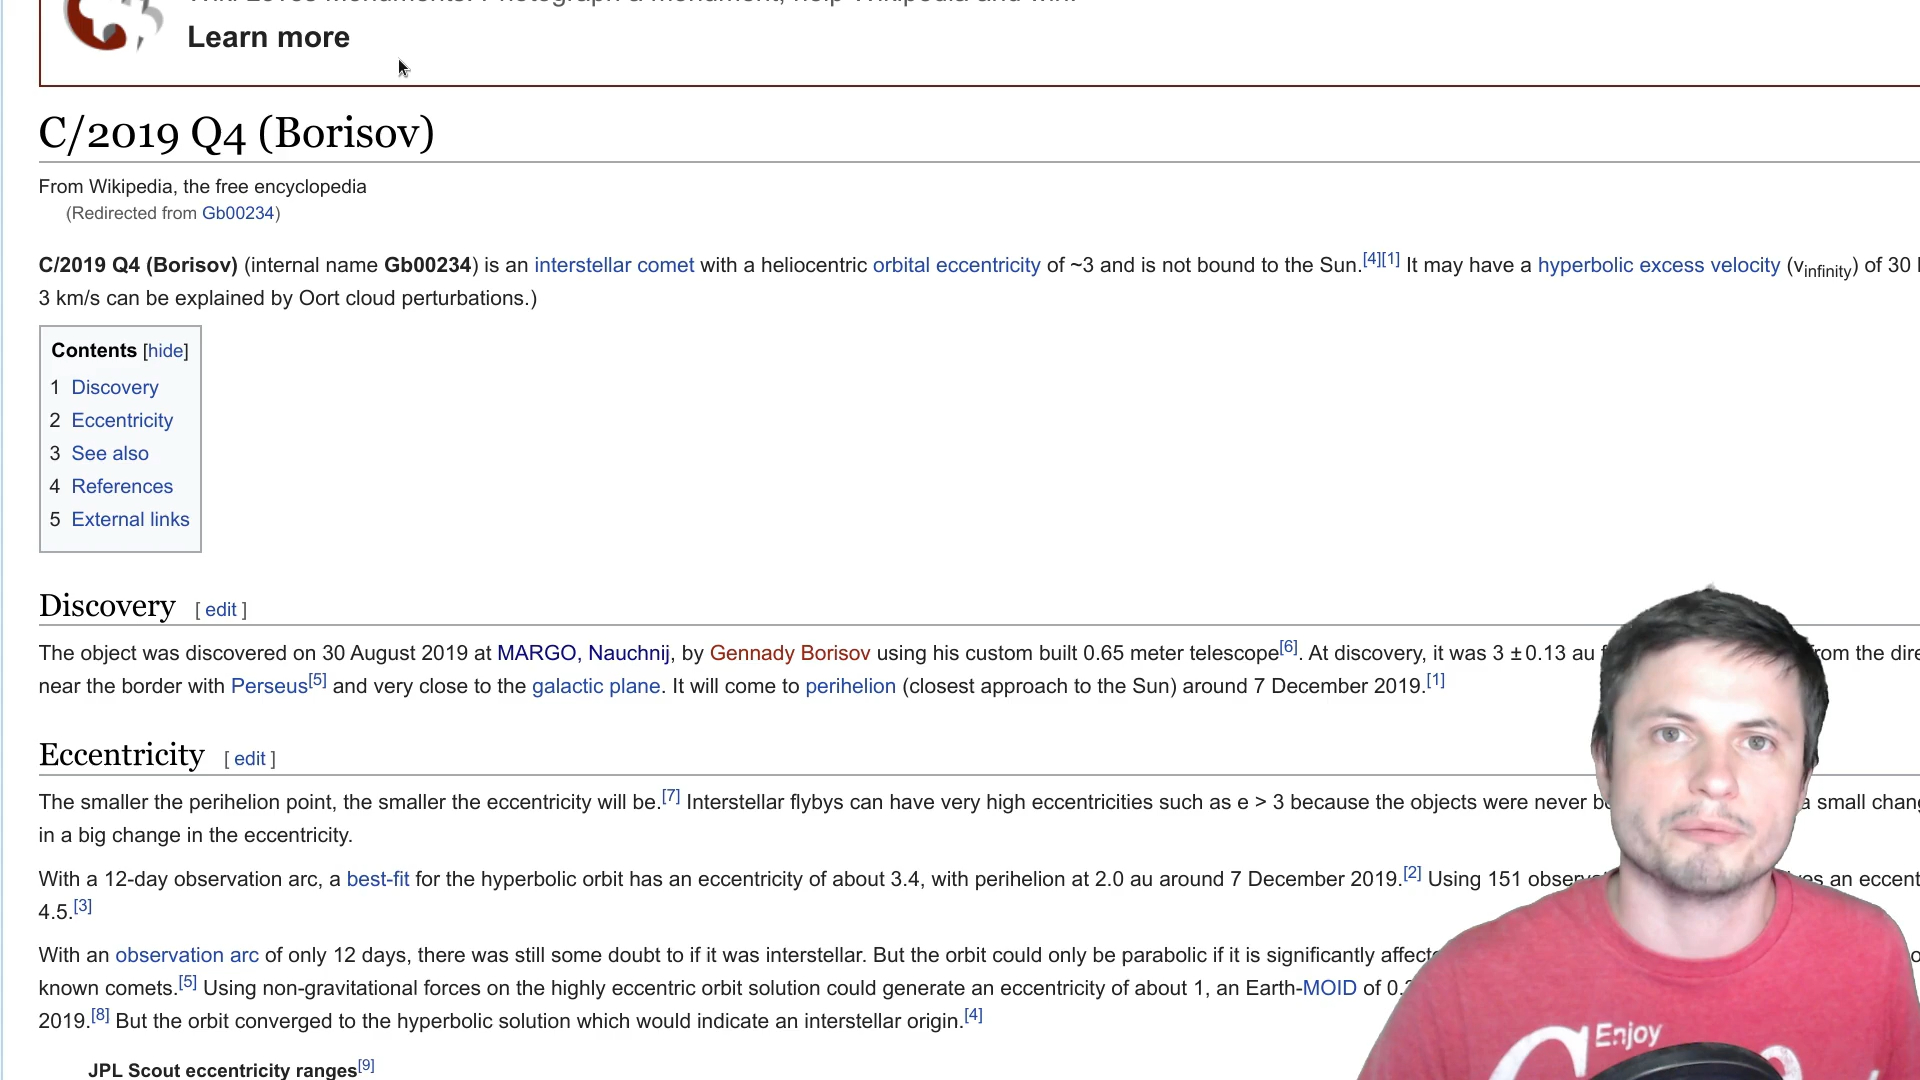 Learn more
C/2019 Q4 (Borisov)
From Wikipedia, the free encyclopedia
(Redirected from Gb00234)
C/2019 Q4 (Borisov) (internal name Gb00234) is an interstellar comet with a heliocentric orbital eccentricity of ~3 and is not bound to the Sun.[4][1] It may have a hyperbolic excess velocity (vinfinity) of 30
3 km/s can be explained by Oort cloud perturbations.)
Contents [hide]
1 Discovery
2 Eccentricity
3 See also
4 References
5 External links
Discovery [ edit ]
The object was discovered on 30 August 2019 at MARGO, Nauchnij, by Gennady Borisov using his custom built 0.65 meter telescope[6]. At discovery, it was 3 ±0.13 au from the
near the border with Perseus[5] and very close to the galactic plane. It will come to perihelion (closest approach to the Sun) around 7 December 2019.[1]
Eccentricity [ edit ]
The smaller the perihelion point, the smaller the eccentricity will be.[7] Interstellar flybys can have very high eccentricities such as e > 3 because the objects were never a small
in a big change in the eccentricity.
With a 12-day observation arc, a best-fit for the hyperbolic orbit has an eccentricity of about 3.4, with perihelion at 2.0 au around 7 December 2019.[2] Using 151 an
4.5.[3]
With an observation arc of only 12 days, there was still some doubt to if it was interstellar. But the orbit could only be parabolic if it is significantly
known comets.[5] Using non-gravitational forces on the highly eccentric orbit solution could generate an eccentricity of about 1, an Earth-MOID of
2019.[8] But the orbit converged to the hyperbolic solution which would indicate an interstellar origin.[4]
JPL Scout eccentricity ranges[9]
Enjoy